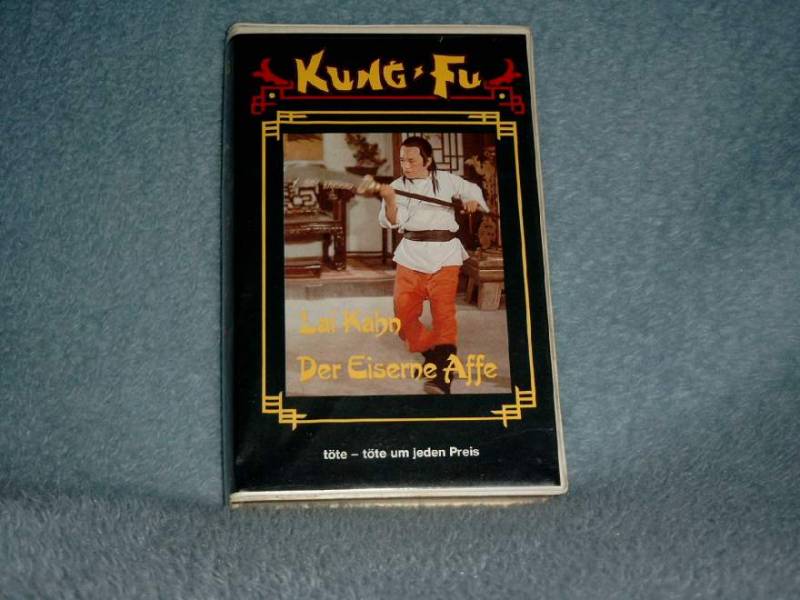 Kung-Fu
Lai Kahn
Der Eiserne Affe
töte – töte um jeden Preis